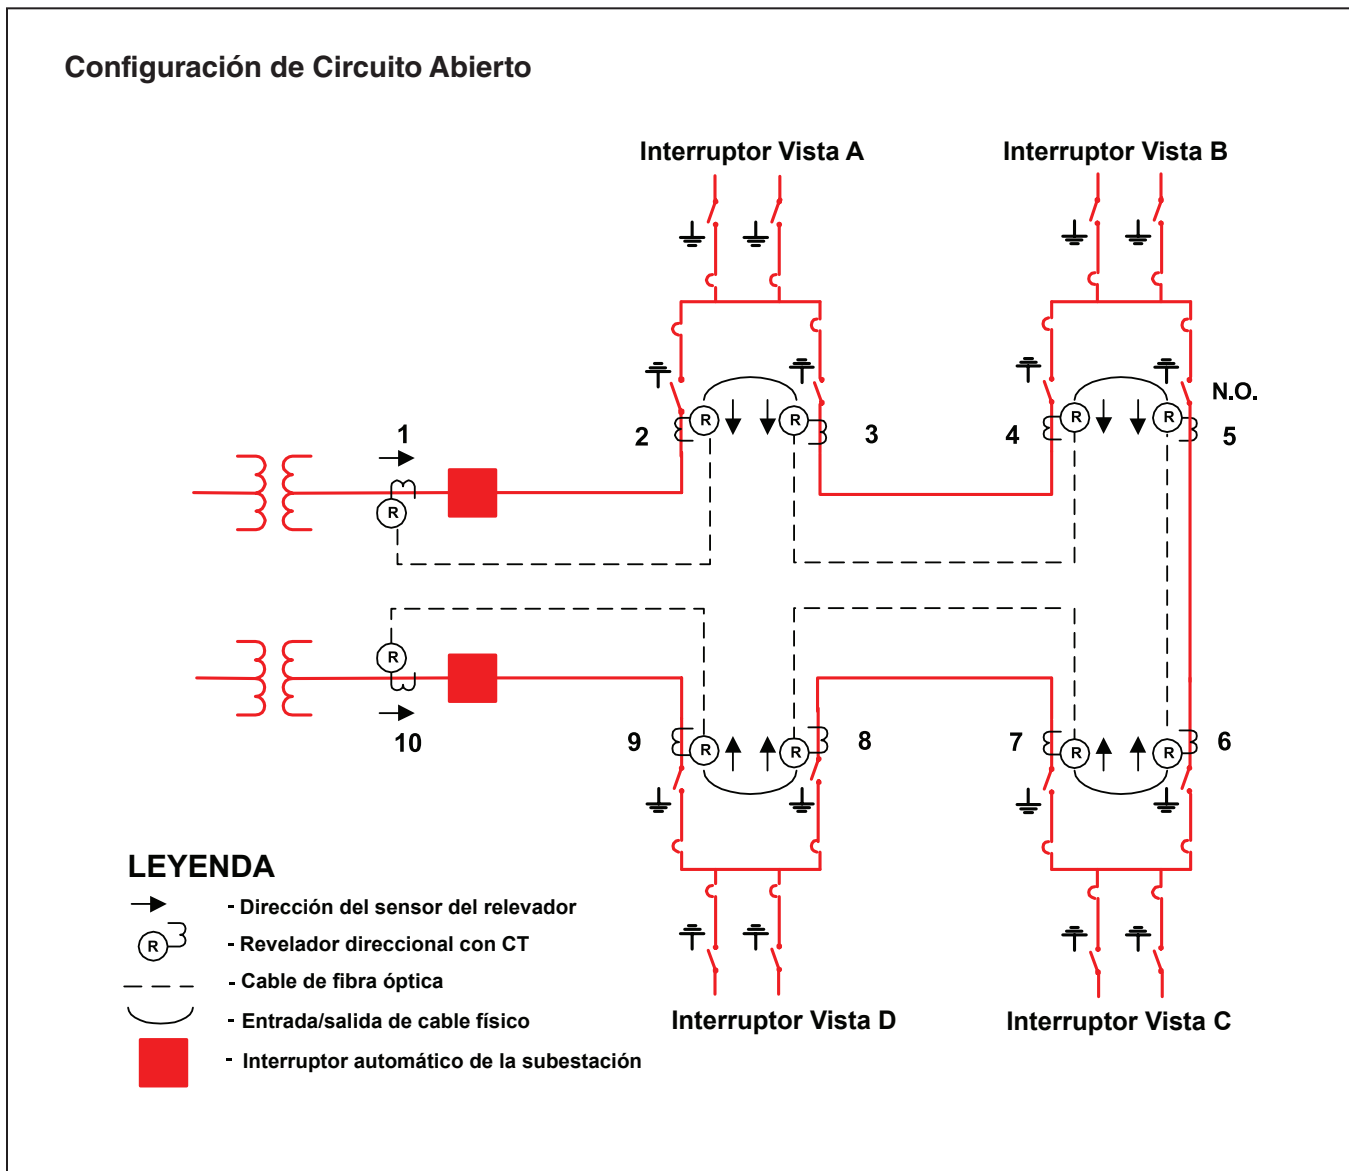 Configuración de Circuito Abierto
Interruptor Vista A
Interruptor Vista B
N.O.
R
R
R
R
1
2
3
4
5
R
R
10
9
8
7
6
R
R
R
R
LEYENDA
- Dirección del sensor del relevador
R
- Revelador direccional con CT
- Cable de fibra óptica
- Entrada/salida de cable físico
- Interruptor automático de la subestación
Interruptor Vista D
Interruptor Vista C